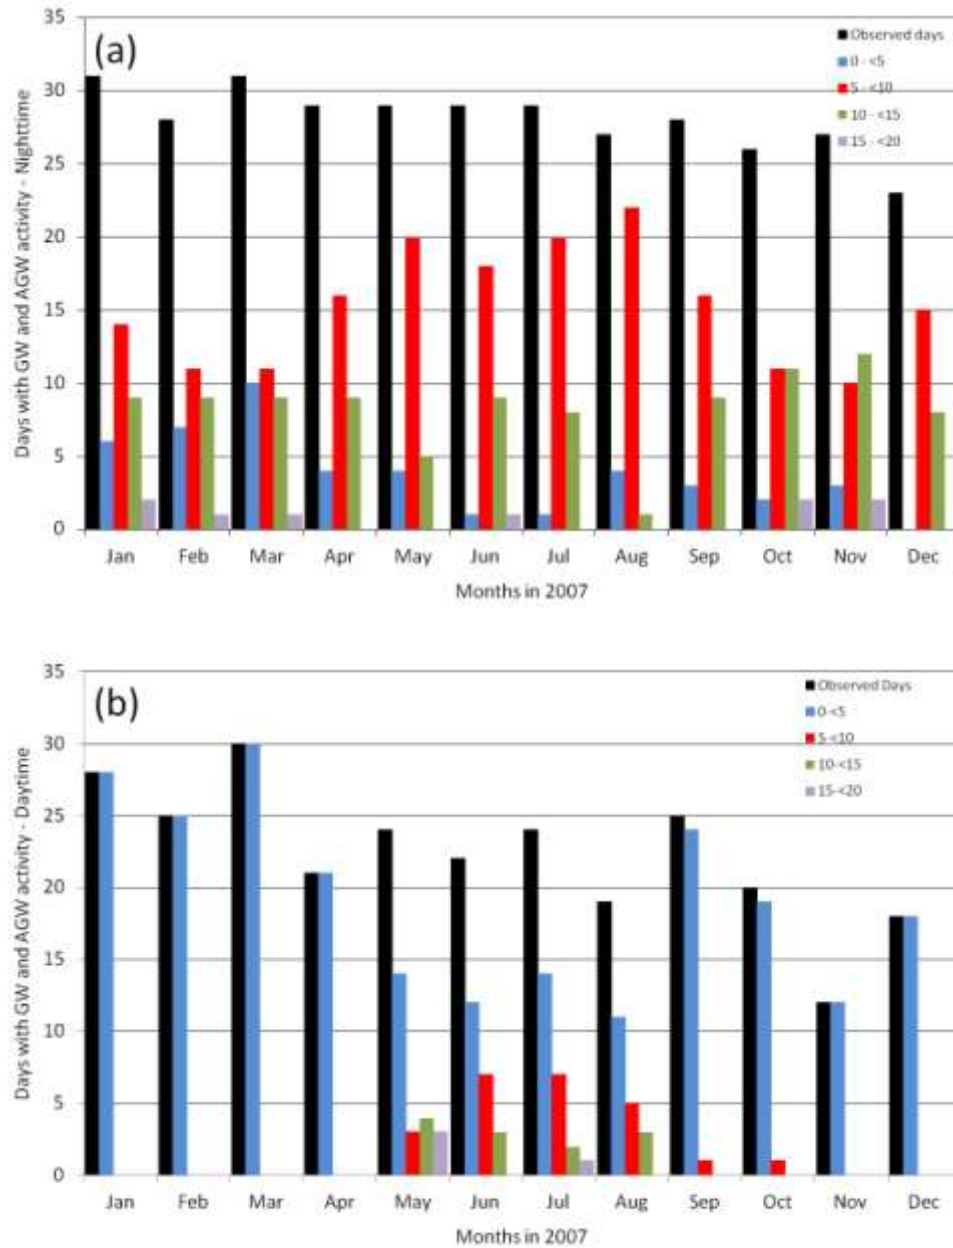 (a)
Days with GW and AGW activity - Nighttime
35
30
25
20
15
10
5
0
Observed days
0 - <5
5 - <10
10 - <15
15 - <20
Jan Feb Mar Apr May Jun Jul Aug Sep Oct Nov Dec
Months in 2007
(b)
Days with GW and AGW activity - Daytime
35
30
25
20
15
10
5
0
Observed Days
0-<5
5-<10
10-<15
15-<20
Jan Feb Mar Apr May Jun Jul Aug Sep Oct Nov Dec
Months in 2007